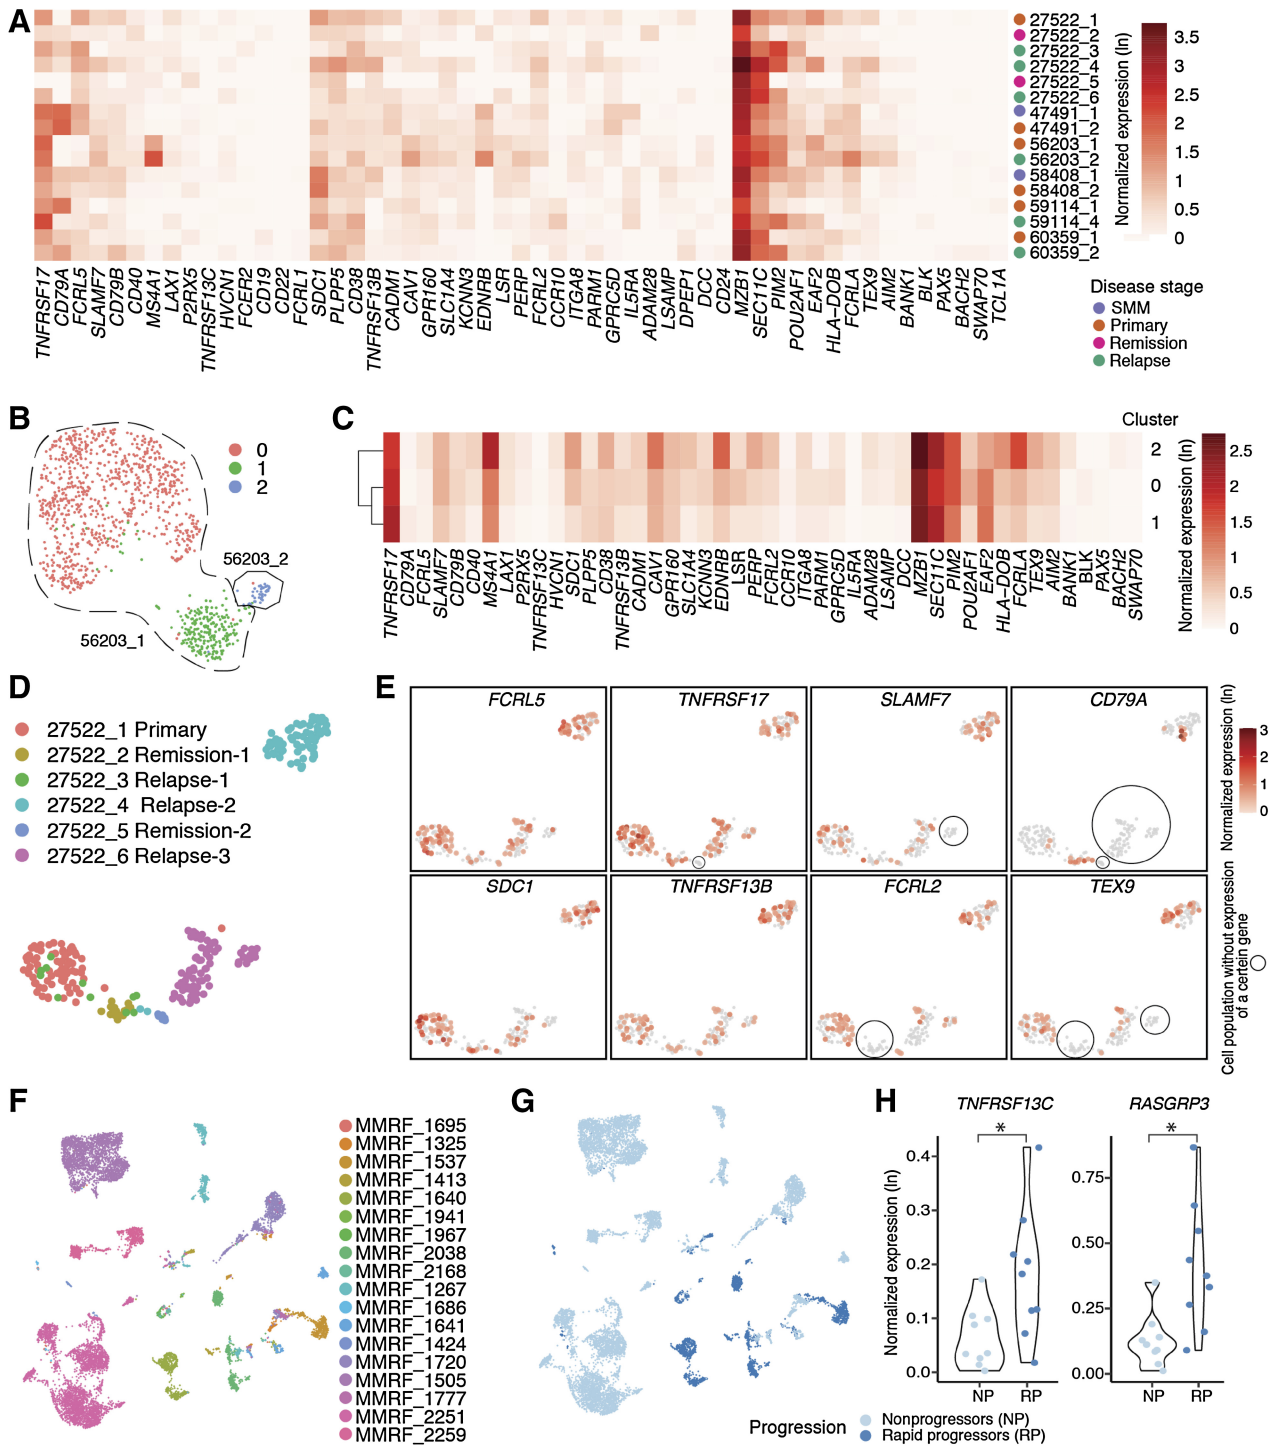 A
27522_1
27522_2
27522_3
27522_4
27522_5
27522_6
47491_1
47491_2
56203_1
56203_2
58408_1
58408_2
59114_1
59114_4
60359_1
60359_2
Normalized expression (ln)
3.5
3
2.5
2
1.5
1
0.5
0
TNFRSF17
CD79A
FCRL5
SLAMF7
CD79B
CD40
MS4A1
LAX1
P2RX5
TNFRSF13C
HVCN1
FCER2
CD19
CD22
FCRL1
SDC1
PLPP5
CD38
TNFRSF13B
CADM1
CAV1
GPR160
SLC1A4
KCNN3
EDNRB
LSR
PERP
FCRL2
CCR10
ITGA8
PARM1
GPRC5D
IL5RA
ADAM28
LSAMP
DPEP1
DCC
CD24
MZB1
SEC11C
PIM2
POU2AF1
EAF2
HLA-DOB
FCRLA
TEX9
AIM2
BANK1
BLK
PAX5
BACH2
SWAP70
TCL1A
Disease stage
SMM
Primary
Remission
Relapse
B
0
1
2
56203_2
56203_1
C
Cluster
2
0
1
Normalized expression (ln)
2.5
2
1.5
1
0.5
0
TNFRSF17
CD79A
FCRL5
SLAMF7
CD79B
CD40
MS4A1
LAX1
P2RX5
TNFRSF13C
HVCN1
SDC1
PLPP5
CD38
TNFRSF13B
CADM1
CAV1
GPR160
SLC1A4
KCNN3
EDNRB
LSR
PERP
FCRL2
CCR10
ITGA8
PARM1
GPRC5D
IL5RA
ADAM28
LSAMP
DCC
MZB1
SEC11C
PIM2
POU2AF1
EAF2
HLA-DOB
FCRLA
TEX9
AIM2
BANK1
BLK
PAX5
BACH2
SWAP70
D
27522_1 Primary
27522_2 Remission-1
27522_3 Relapse-1
27522_4 Relapse-2
27522_5 Remission-2
27522_6 Relapse-3
E
FCRL5
TNFRSF17
SLAMF7
CD79A
SDC1
TNFRSF13B
FCRL2
TEX9
Normalized expression (ln)
3
2
1
0
Cell population without expression
of a certein gene
F
MMRF_1695
MMRF_1325
MMRF_1537
MMRF_1413
MMRF_1640
MMRF_1941
MMRF_1967
MMRF_2038
MMRF_2168
MMRF_1267
MMRF_1686
MMRF_1641
MMRF_1424
MMRF_1720
MMRF_1505
MMRF_1777
MMRF_2251
MMRF_2259
G
Progression
Nonprogressors (NP)
Rapid progressors (RP)
H
TNFRSF13C
*
Normalized expression (ln)
0.4
0.3
0.2
0.1
0.0
NP
RP
RASGRP3
*
0.75
0.50
0.25
0.00
NP
RP